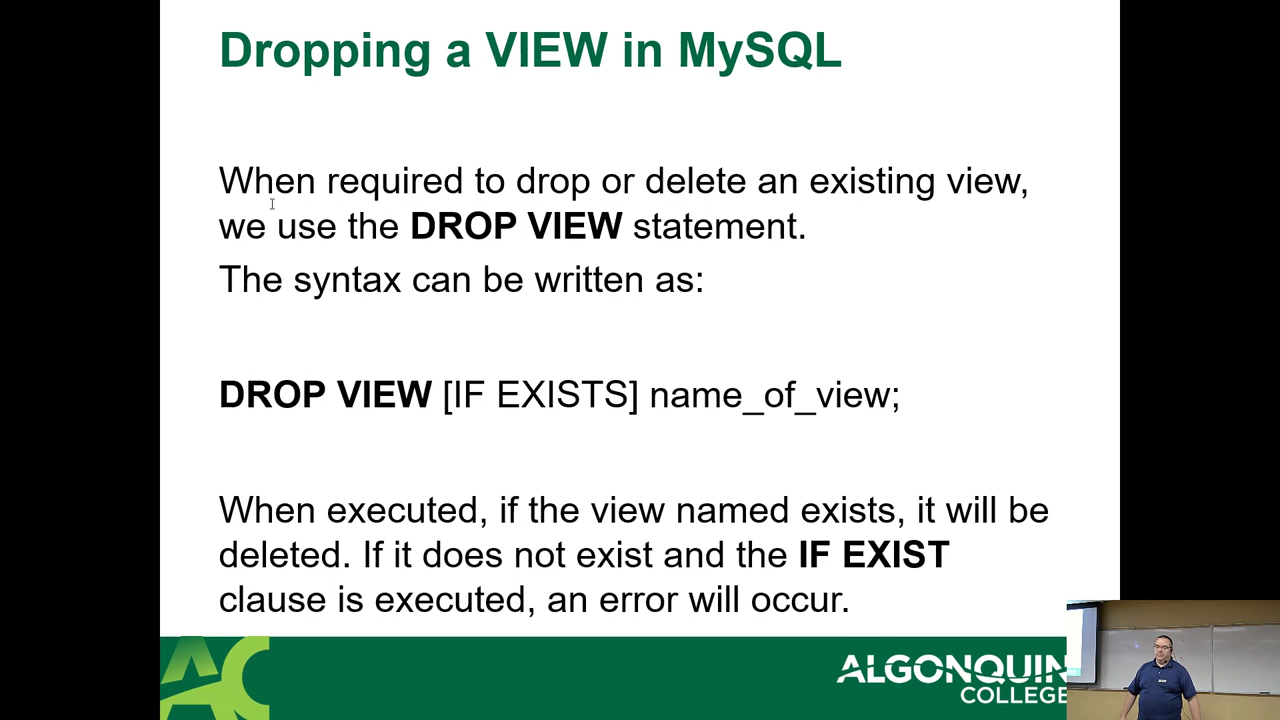 Dropping a VIEW in MySQL
When required to drop or delete an existing view,
we use the DROP VIEW statement.
The syntax can be written as:
DROP VIEW [IF EXISTS] name_of_view;
When executed, if the view named exists, it will be
deleted. If it does not exist and the IF EXIST
clause is executed, an error will occur.
AC
ALGONQUIN
COLLEGE